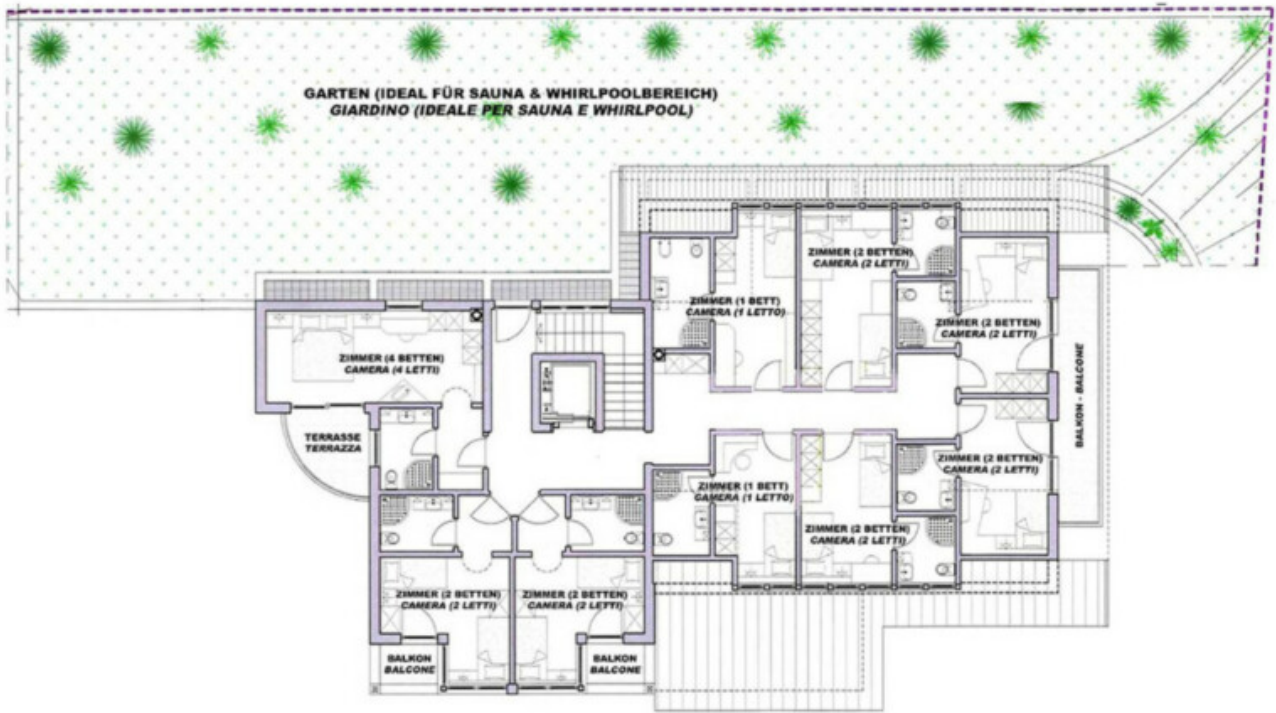 GARTEN (IDEAL FÜR SAUNA & WHIRLPOOLBEREICH)
GIARDINO (IDEALE PER SAUNA E WHIRLPOOL)
ZIMMER (2 BETTEN)
CAMERA (2 LETTI)
ZIMMER (1 BETT)
CAMERA (1 LETTO)
ZIMMER (2 BETTEN)
CAMERA (2 LETTI)
ZIMMER (4 BETTEN)
CAMERA (4 LETTI)
BALKON - BALCONE
TERRASSE
TERRAZZA
ZIMMER (2 BETTEN)
CAMERA (2 LETTI)
ZIMMER (1 BETT)
CAMERA (1 LETTO)
ZIMMER (2 BETTEN)
CAMERA (2 LETTI)
ZIMMER (2 BETTEN)
CAMERA (2 LETTI)
ZIMMER (2 BETTEN)
CAMERA (2 LETTI)
BALKON
BALCONE
BALKON
BALCONE